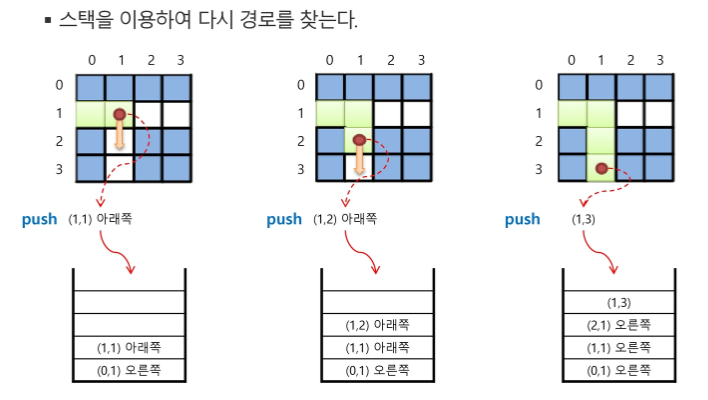 ▪ 스택을 이용하여 다시 경로를 찾는다.
0 1 2 3
0
1
2
3
push (1,1) 아래쪽
(1,1) 아래쪽
(0,1) 오른쪽
0 1 2 3
0
1
2
3
push (1,2) 아래쪽
(1,2) 아래쪽
(1,1) 아래쪽
(0,1) 오른쪽
0 1 2 3
0
1
2
3
push (1,3)
(1,3)
(2,1) 오른쪽
(1,1) 오른쪽
(0,1) 오른쪽